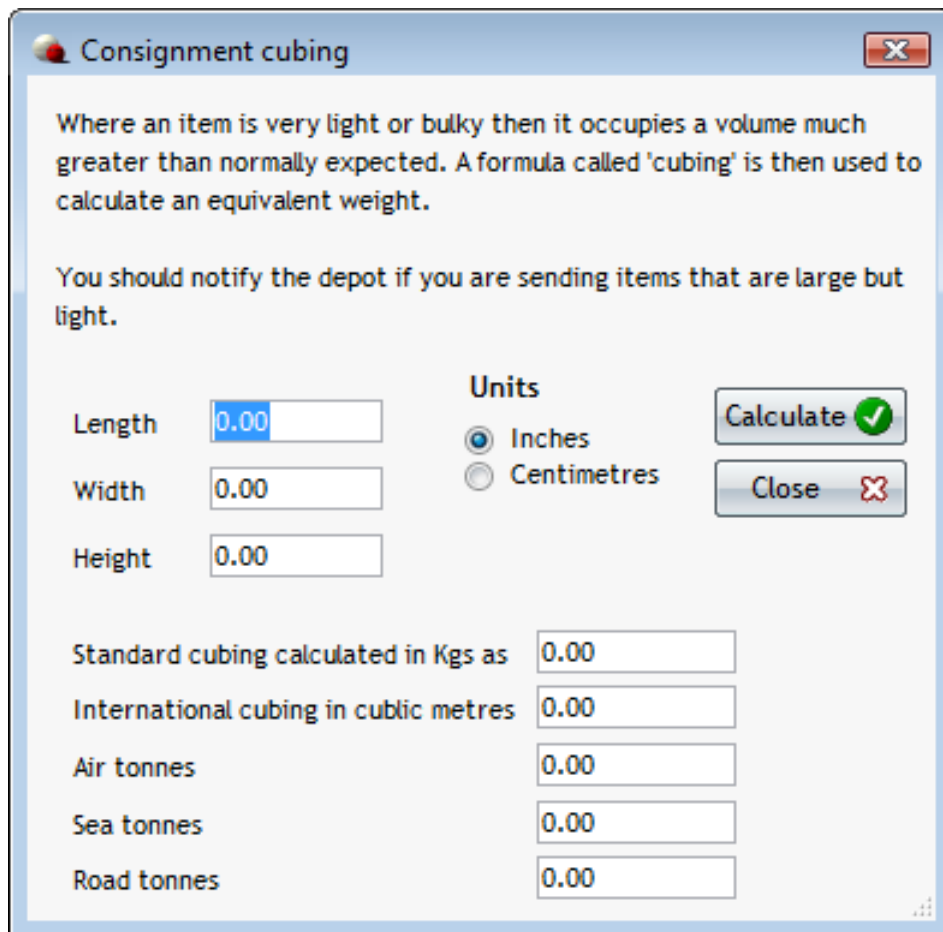 Consignment cubing
Where an item is very light or bulky then it occupies a volume much
greater than normally expected. A formula called 'cubing' is then used to
calculate an equivalent weight.
You should notify the depot if you are sending items that are large but
light.
Units
Length 0.00
Inches
Calculate
Width 0.00
Centimetres
Close
Height 0.00
Standard cubing calculated in Kgs as 0.00
International cubing in cublic metres 0.00
Air tonnes 0.00
Sea tonnes 0.00
Road tonnes 0.00